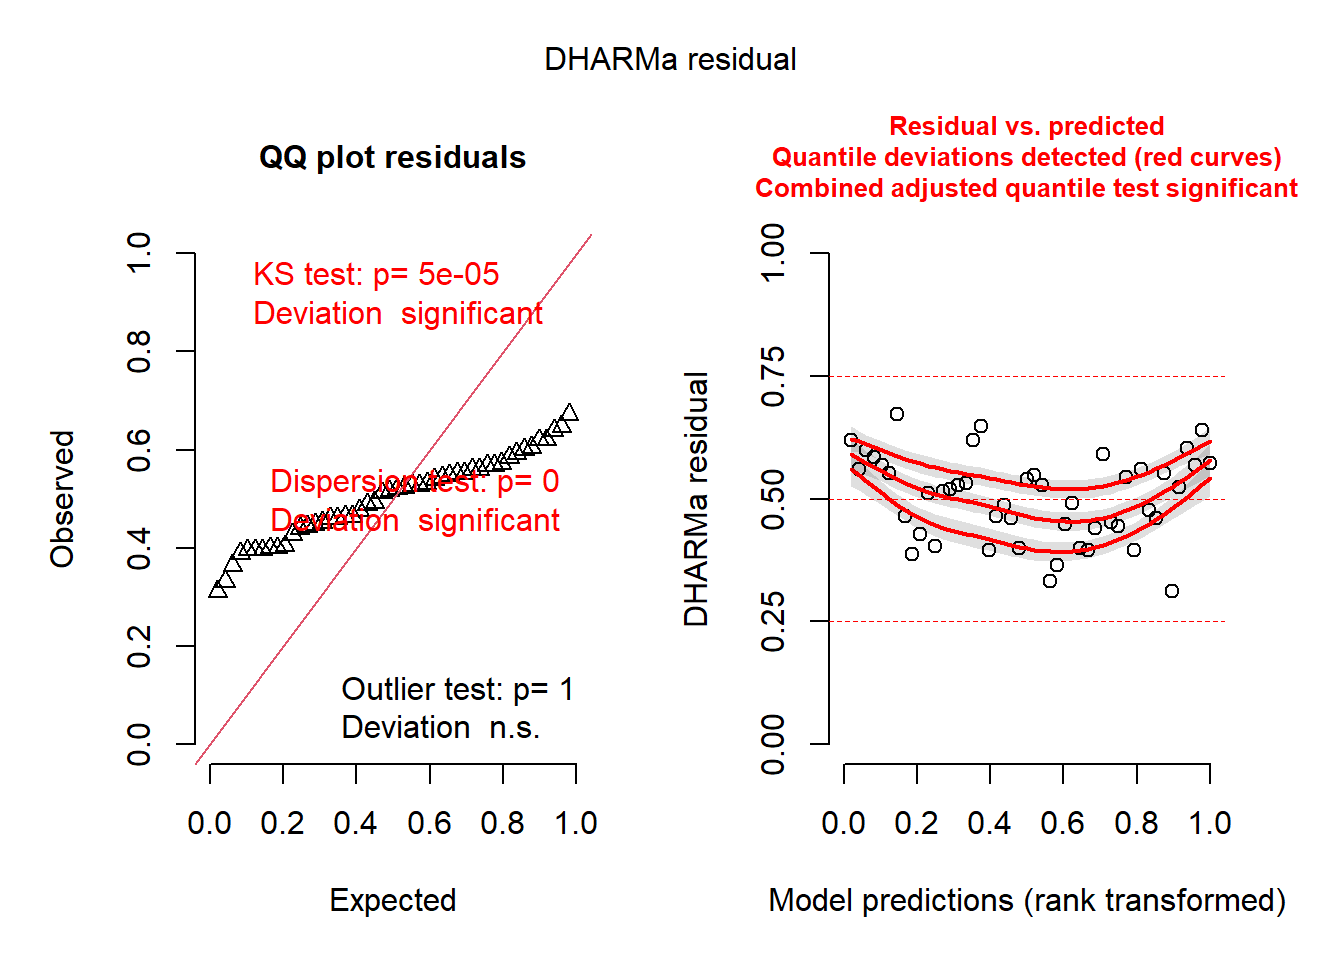 DHARMa residual
QQ plot residuals
KS test: p= 5e-05
Deviation  significant
Dispersion test: p= 0
Deviation  significant
Outlier test: p= 1
Deviation  n.s.
Observed
0.0 0.2 0.4 0.6 0.8 1.0
0.0 0.2 0.4 0.6 0.8 1.0
Expected
Residual vs. predicted
Quantile deviations detected (red curves)
Combined adjusted quantile test significant
DHARMa residual
0.00 0.25 0.50 0.75 1.00
0.0 0.2 0.4 0.6 0.8 1.0
Model predictions (rank transformed)